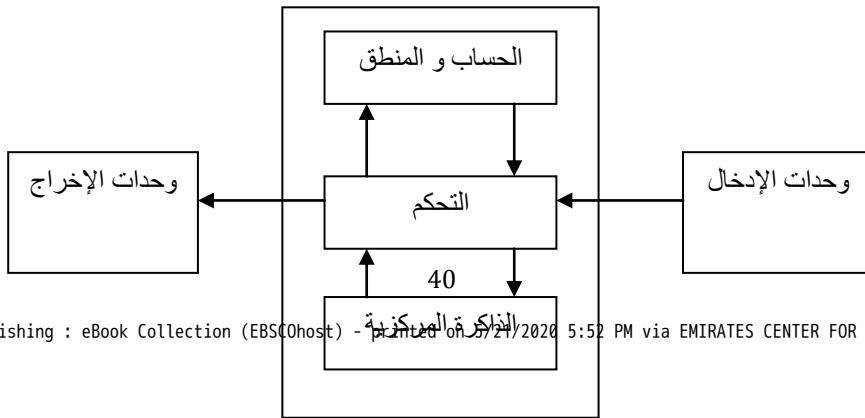 الحساب و المنطق
وحدات الإدخال
وحدات الإخراج
التحكم
40
الذاكرة المركزية
ishing : eBook Collection (EBSCOhost) - printed on 5/21/2020 5:52 PM via EMIRATES CENTER FOR